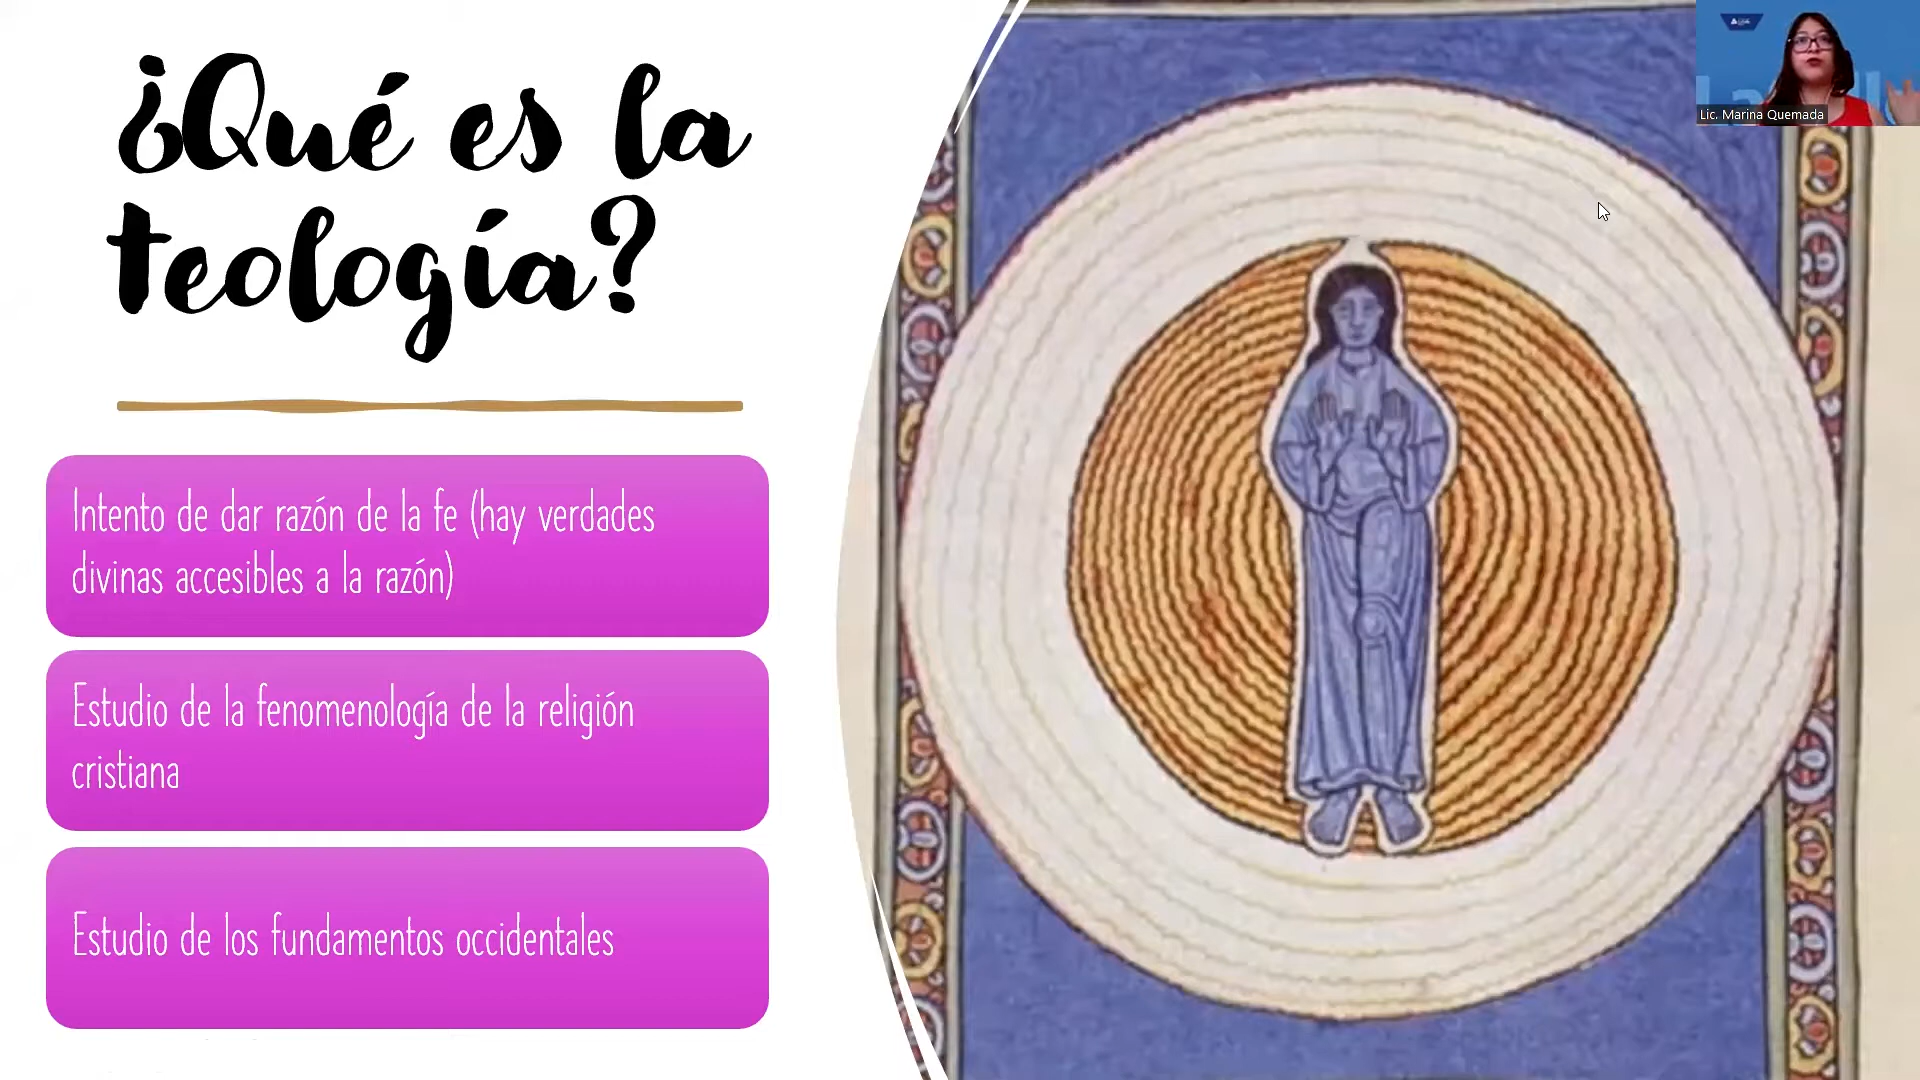 ¿Qué es la
teología?
Intento de dar razón de la fe (hay verdades
divinas accesibles a la razón)
Estudio de la fenomenología de la religión
cristiana
Estudio de los fundamentos occidentales
Lic. Marina Quemada